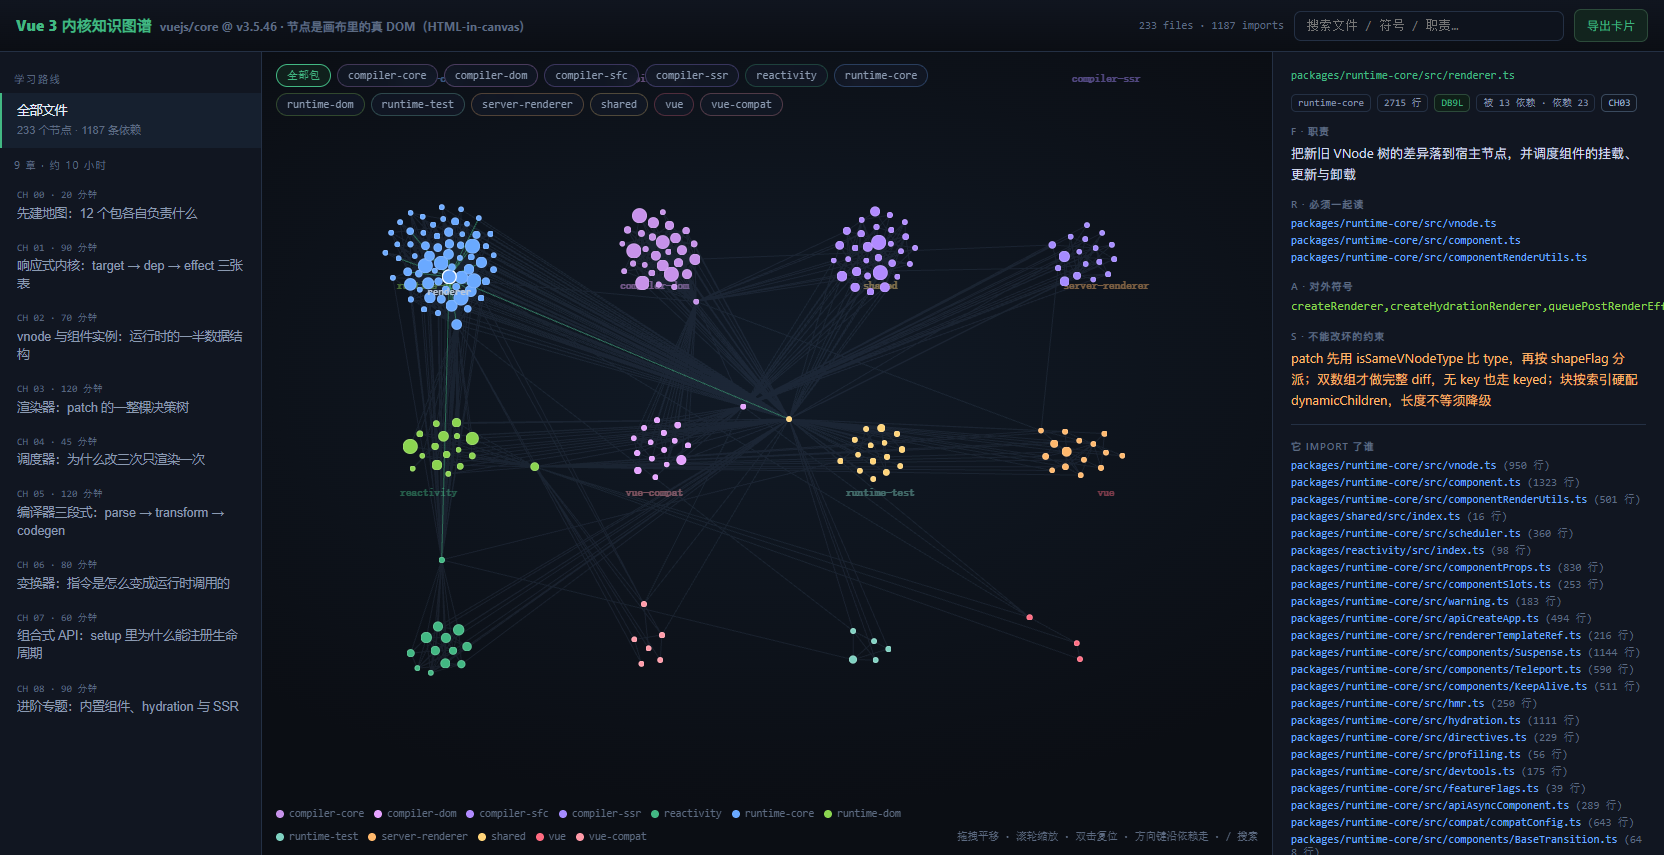 Vue 3 内核知识图谱 vuejs/core @ v3.5.46 · 节点是画布里的真 DOM（HTML-in-canvas）
233 files · 1187 imports
搜索文件 / 符号 / 职责…
导出卡片
学习路线
全部文件
233 个节点 · 1187 条依赖
9 章 · 约 10 小时
CH 00 · 20 分钟
先建地图：12 个包各自负责什么
CH 01 · 90 分钟
响应式内核：target → dep → effect 三张
表
CH 02 · 70 分钟
vnode 与组件实例：运行时的一半数据结
构
CH 03 · 120 分钟
渲染器：patch 的一整棵决策树
CH 04 · 45 分钟
调度器：为什么改三次只渲染一次
CH 05 · 120 分钟
编译器三段式：parse → transform →
codegen
CH 06 · 80 分钟
变换器：指令是怎么变成运行时调用的
CH 07 · 60 分钟
组合式 API：setup 里为什么能注册生命
周期
CH 08 · 90 分钟
进阶专题：内置组件、hydration 与 SSR
全部包 compiler-core compiler-dom compiler-sfc compiler-ssr reactivity runtime-core
runtime-dom runtime-test server-renderer shared vue vue-compat
compiler-ssr
renderer
compiler-dom
shared
server-renderer
reactivity
vue-compat
runtime-test
vue
compiler-core compiler-dom compiler-sfc compiler-ssr reactivity runtime-core runtime-dom
runtime-test server-renderer shared vue vue-compat
拖拽平移 · 滚轮缩放 · 双击复位 · 方向键沿依赖走 · / 搜索
packages/runtime-core/src/renderer.ts
runtime-core 2715 行 DB9L 被 13 依赖 · 依赖 23 CH03
F · 职责
把新旧 VNode 树的差异落到宿主节点，并调度组件的挂载、
更新与卸载
R · 必须一起读
packages/runtime-core/src/vnode.ts
packages/runtime-core/src/component.ts
packages/runtime-core/src/componentRenderUtils.ts
A · 对外符号
createRenderer,createHydrationRenderer,queuePostRenderEff
S · 不能改坏的约束
patch 先用 isSameVNodeType 比 type，再按 shapeFlag 分
派；双数组才做完整 diff，无 key 也走 keyed；块按索引硬配
dynamicChildren，长度不等须降级
它 IMPORT 了谁
packages/runtime-core/src/vnode.ts (950 行)
packages/runtime-core/src/component.ts (1323 行)
packages/runtime-core/src/componentRenderUtils.ts (501 行)
packages/shared/src/index.ts (16 行)
packages/runtime-core/src/scheduler.ts (360 行)
packages/reactivity/src/index.ts (98 行)
packages/runtime-core/src/componentProps.ts (830 行)
packages/runtime-core/src/componentSlots.ts (253 行)
packages/runtime-core/src/warning.ts (183 行)
packages/runtime-core/src/apiCreateApp.ts (494 行)
packages/runtime-core/src/rendererTemplateRef.ts (216 行)
packages/runtime-core/src/components/Suspense.ts (1144 行)
packages/runtime-core/src/components/Teleport.ts (590 行)
packages/runtime-core/src/components/KeepAlive.ts (511 行)
packages/runtime-core/src/hmr.ts (250 行)
packages/runtime-core/src/hydration.ts (1111 行)
packages/runtime-core/src/directives.ts (229 行)
packages/runtime-core/src/profiling.ts (56 行)
packages/runtime-core/src/devtools.ts (175 行)
packages/runtime-core/src/featureFlags.ts (39 行)
packages/runtime-core/src/apiAsyncComponent.ts (289 行)
packages/runtime-core/src/compat/compatConfig.ts (643 行)
packages/runtime-core/src/components/BaseTransition.ts (64
8 行)